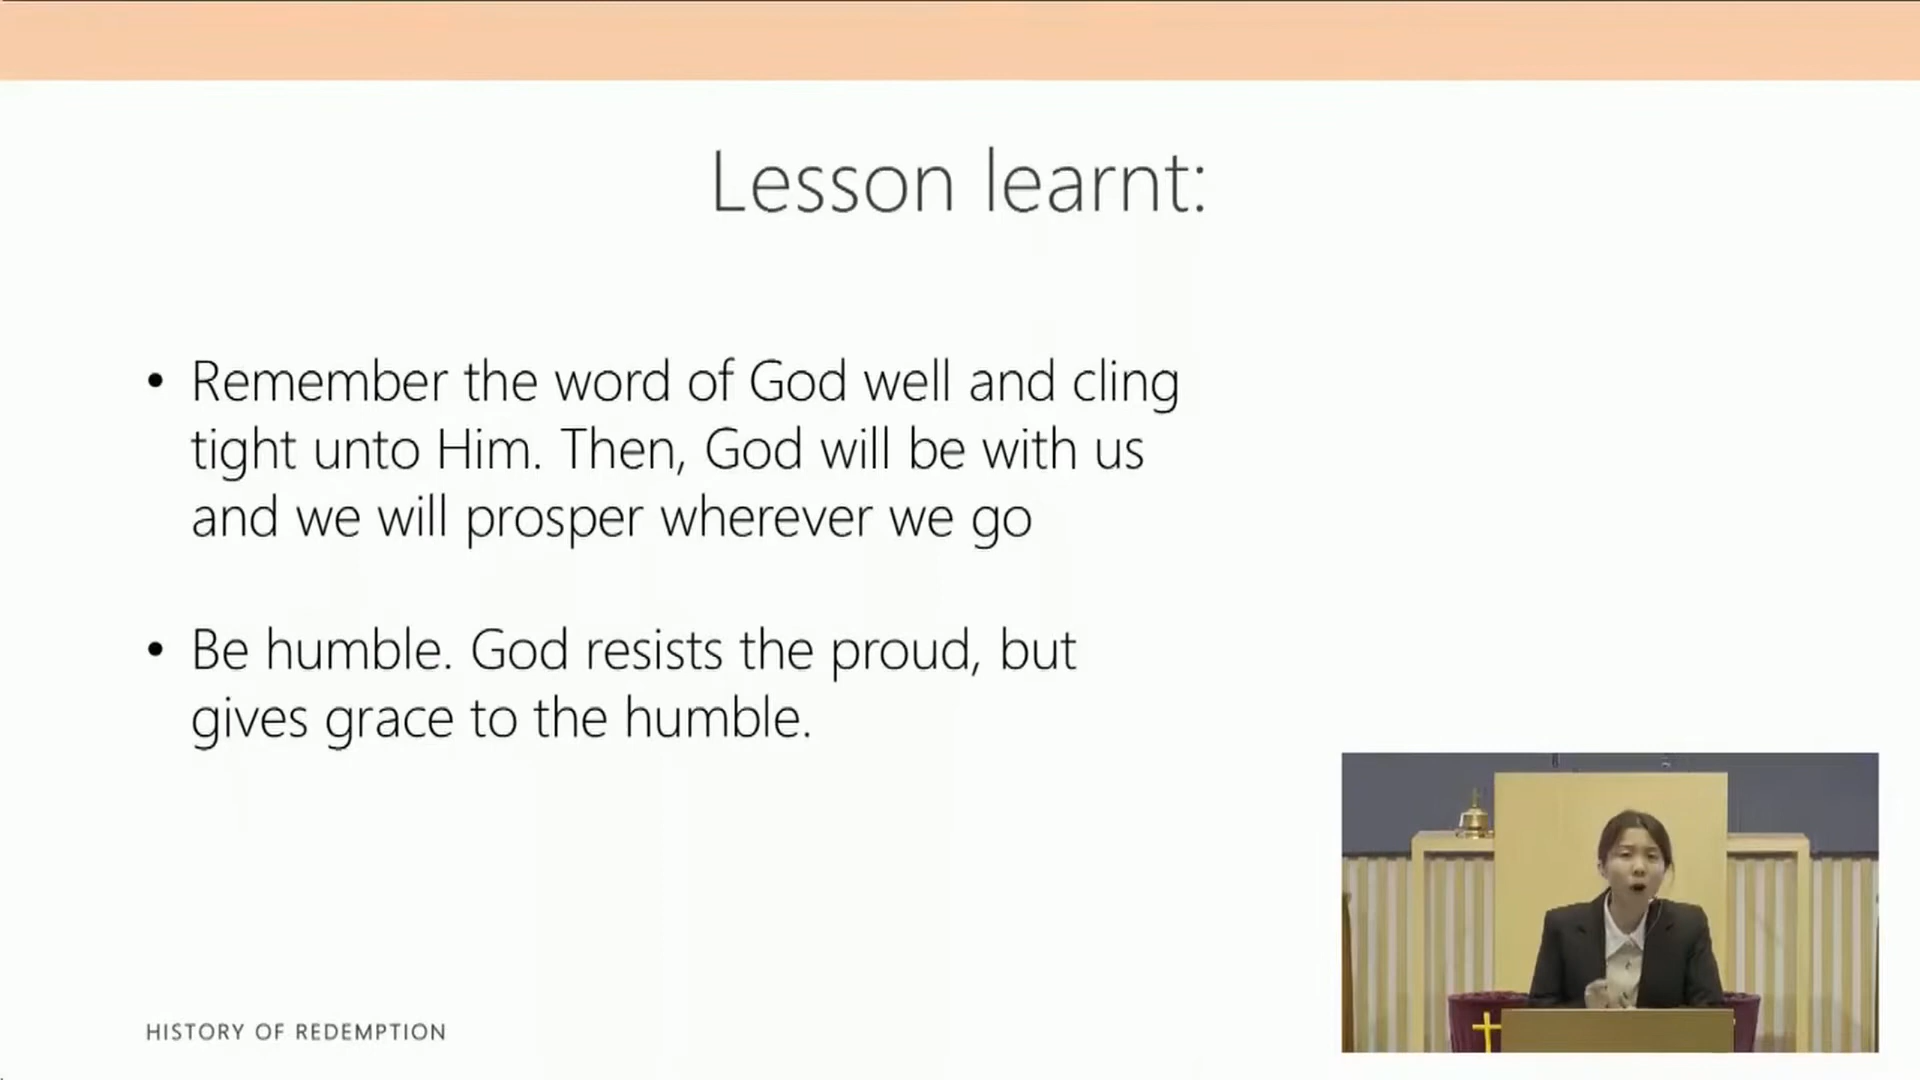 Lesson learnt:
• Remember the word of God well and cling
tight unto Him. Then, God will be with us
and we will prosper wherever we go
• Be humble. God resists the proud, but
gives grace to the humble.
HISTORY OF REDEMPTION